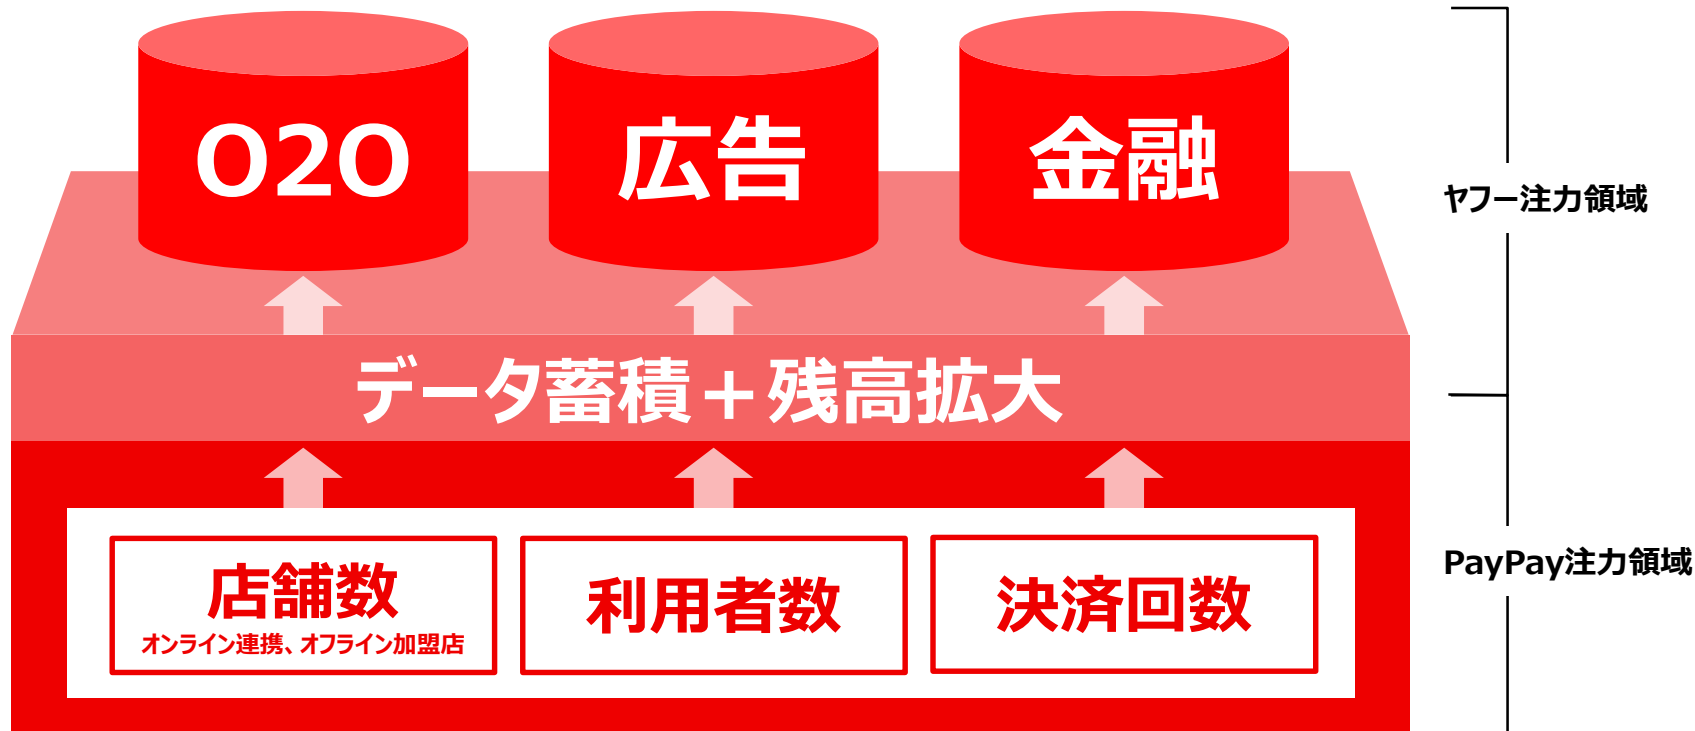 O2O
広告
金融
ヤフー注力領域
データ蓄積＋残高拡大
店舗数
オンライン連携、オフライン加盟店
利用者数
決済回数
PayPay注力領域